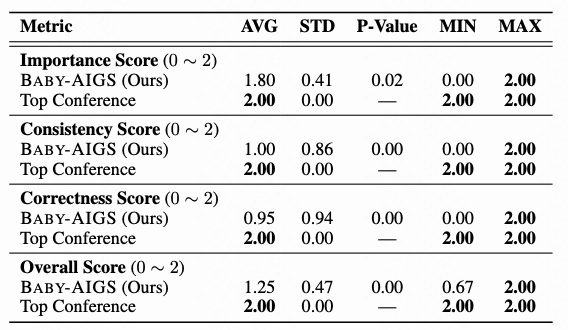 Metric AVG STD P-Value MIN MAX
Importance Score (0 ∼ 2)
BABY-AIGS (Ours) 1.80 0.41 0.02 0.00 2.00
Top Conference 2.00 0.00 — 2.00 2.00
Consistency Score (0 ∼ 2)
BABY-AIGS (Ours) 1.00 0.86 0.00 0.00 2.00
Top Conference 2.00 0.00 — 2.00 2.00
Correctness Score (0 ∼ 2)
BABY-AIGS (Ours) 0.95 0.94 0.00 0.00 2.00
Top Conference 2.00 0.00 — 2.00 2.00
Overall Score (0 ∼ 2)
BABY-AIGS (Ours) 1.25 0.47 0.00 0.67 2.00
Top Conference 2.00 0.00 — 2.00 2.00